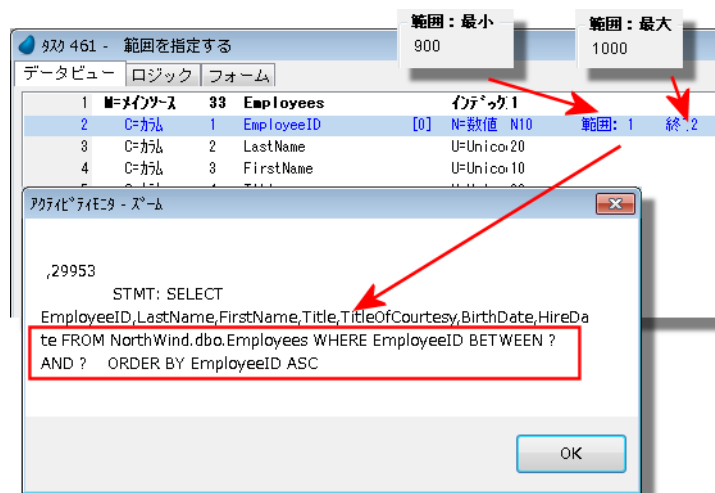 範囲：最小
900
範囲：最大
1000
ﾀｽｸ 461 - 範囲を指定する
データビュー ロジック フォーム
1 M=ﾒｲﾝｿｰｽ 33 Employees ｲﾝﾃﾞｯｸ 1
2 C=ｶﾗﾑ 1 EmployeeID [0] N=数値 N10 範囲: 1 終 2
3 C=ｶﾗﾑ 2 LastName U=Unico 20
4 C=ｶﾗﾑ 3 FirstName U=Unico 10
ｱｸﾃｨﾋﾞﾃｨﾓﾆﾀ - ｽﾞｰﾑ
,29953
STMT: SELECT
EmployeeID,LastName,FirstName,Title,TitleOfCourtesy,BirthDate,HireDa
te FROM NorthWind.dbo.Employees WHERE EmployeeID BETWEEN ?
AND ? ORDER BY EmployeeID ASC
OK